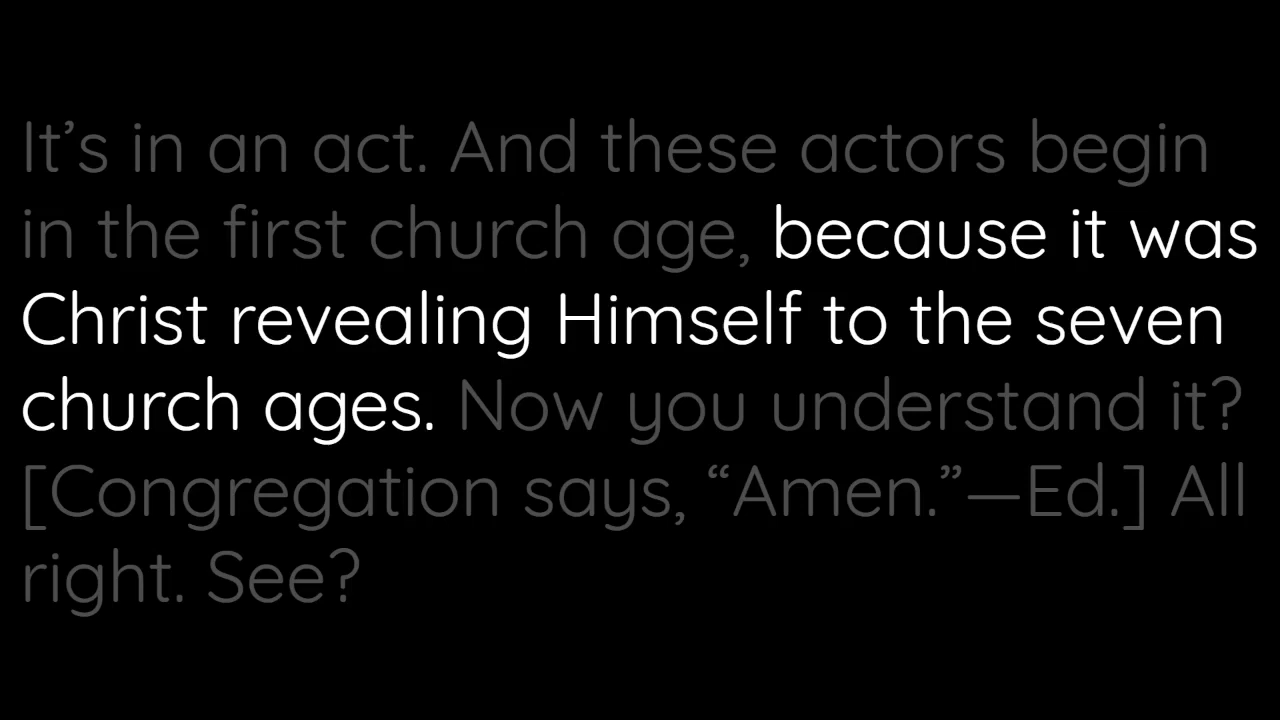 It’s in an act. And these actors begin
in the first church age, because it was
Christ revealing Himself to the seven
church ages. Now you understand it?
[Congregation says, “Amen.”—Ed.] All
right. See?